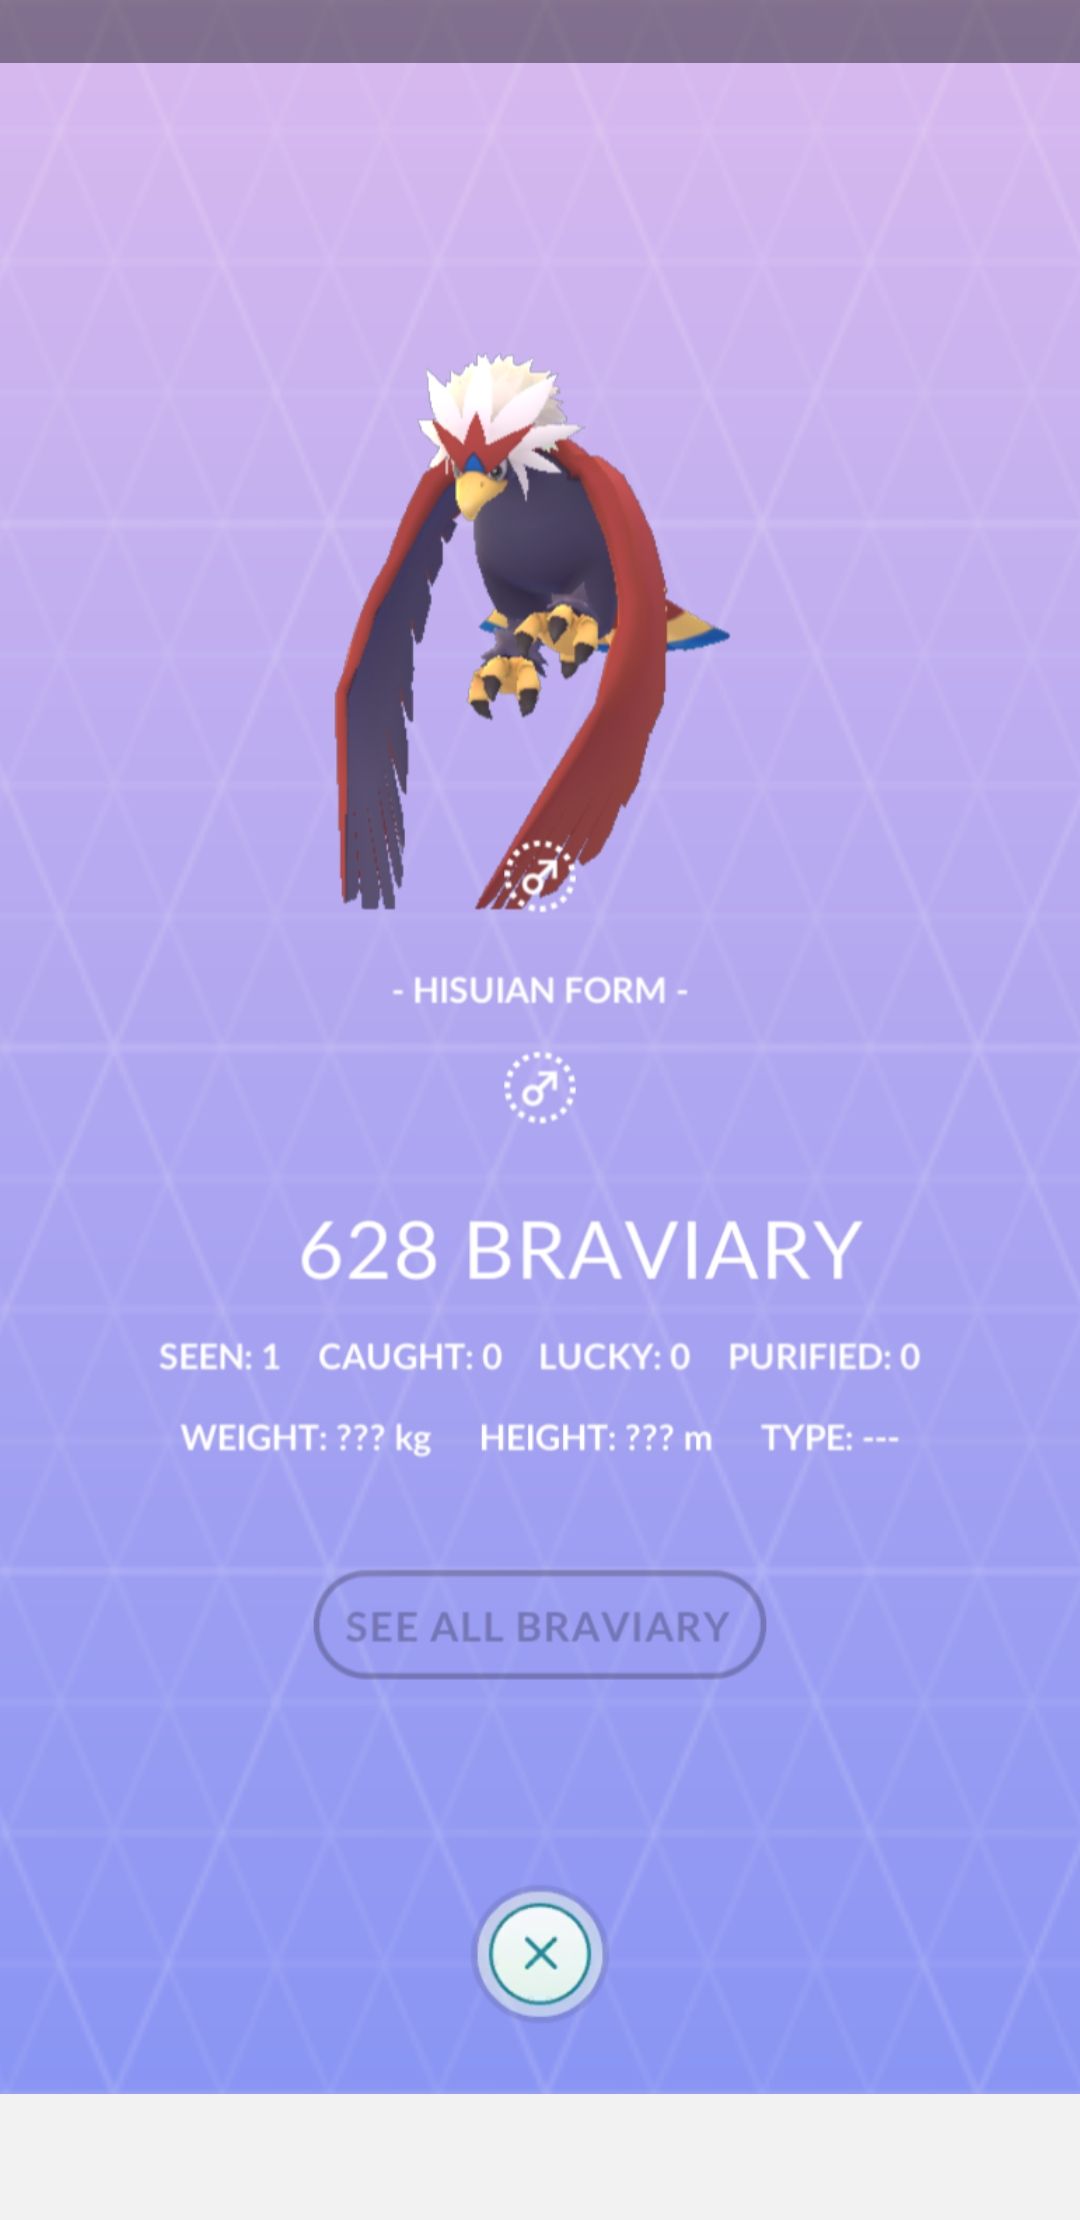 - HISUIAN FORM -
628 BRAVIARY
SEEN: 1 CAUGHT: 0 LUCKY: 0 PURIFIED: 0
WEIGHT: ??? kg HEIGHT: ??? m TYPE: ---
SEE ALL BRAVIARY